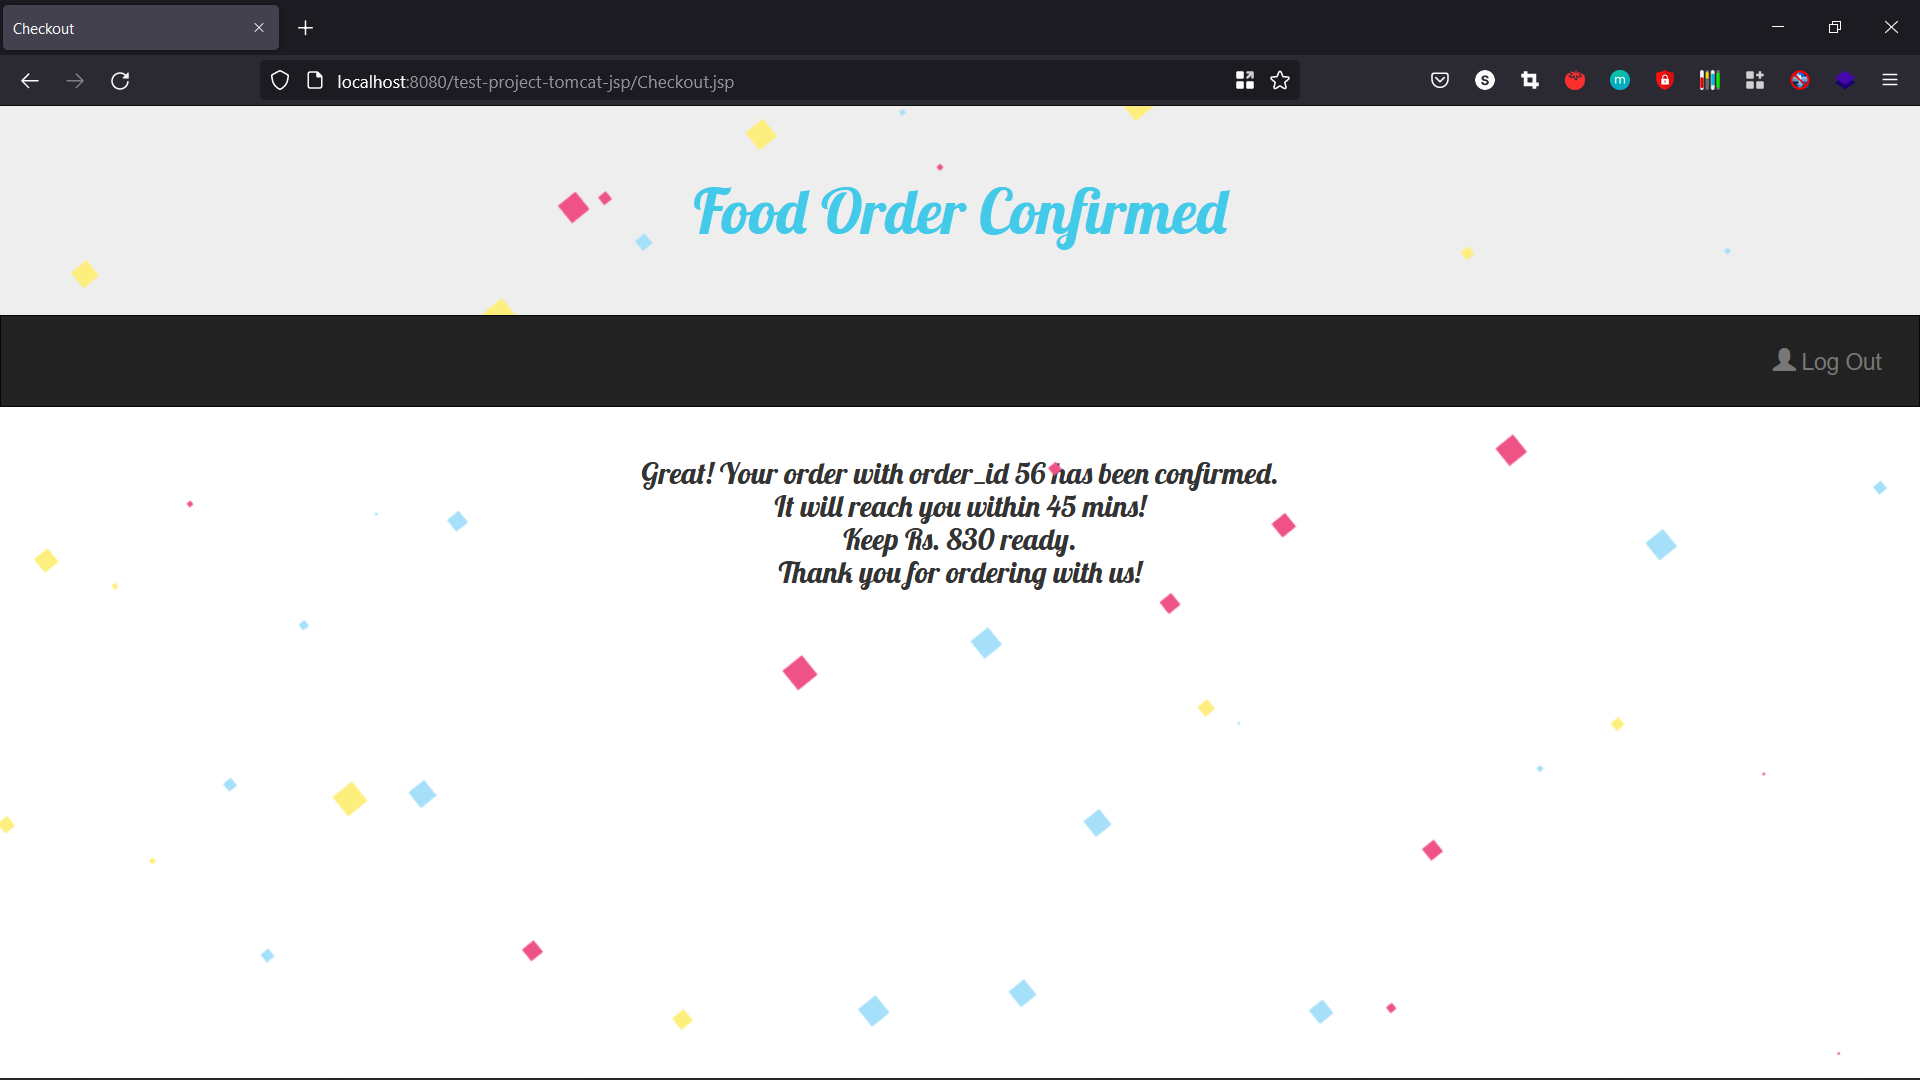 Checkout
localhost:8080/test-project-tomcat-jsp/Checkout.jsp
S
m
Food Order Confirmed
Log Out
Great! Your order with order_id 56 has been confirmed.
It will reach you within 45 mins!
Keep Rs. 830 ready.
Thank you for ordering with us!